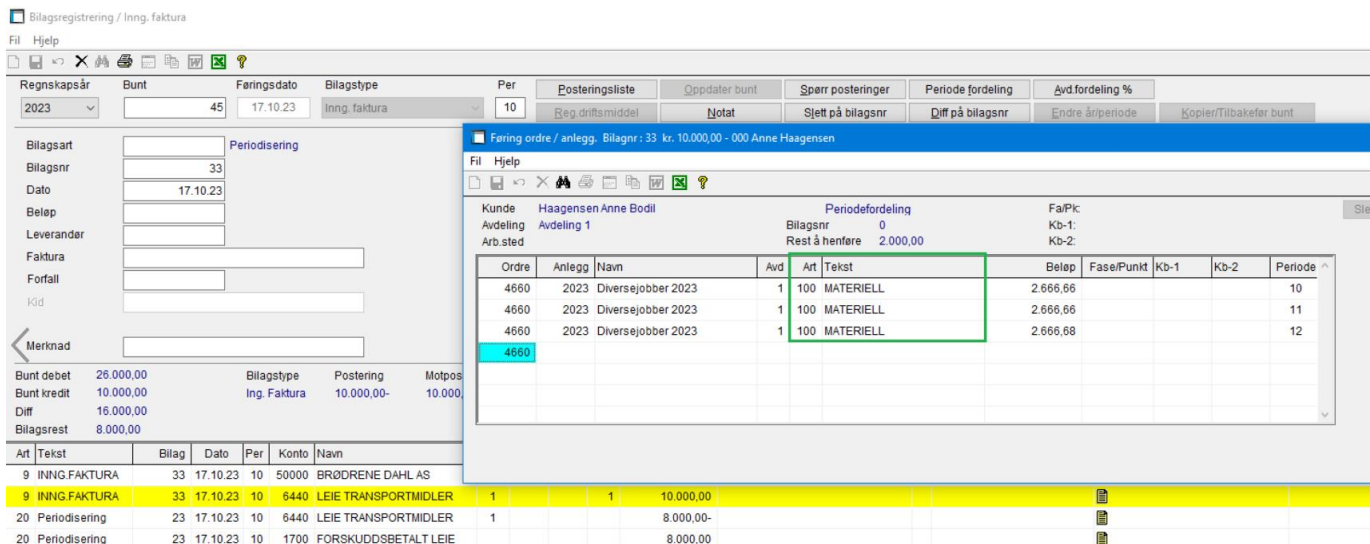 Bilagsregistrering / Inng. faktura
Fil Hjelp
Regnskapsår Bunt Føringsdato Bilagstype Per
2023 45 17.10.23 Inng. faktura 10
Posteringsliste Oppdater bunt Spørr posteringer Periode fordeling Avd.fordeling %
Reg.driftsmiddel Notat Slett på bilagsnr Diff på bilagsnr Endre år/periode Kopier/Tilbakefør bunt
Bilagsart Periodisering
Bilagsnr 33
Dato 17.10.23
Beløp
Leverandør
Faktura
Forfall
Kid
Merknad
Bunt debet 26.000,00 Bilagstype Postering Motpos
Bunt kredit 10.000,00 Ing. Faktura 10.000,00- 10.000,
Diff 16.000,00
Bilagsrest 8.000,00
Føring ordre / anlegg. Bilagnr : 33 kr. 10.000,00 - 000 Anne Haagensen
Fil Hjelp
Kunde Haagensen Anne Bodil Periodefordeling Fa/Pk: Sle
Avdeling Avdeling 1 Bilagsnr 0 Kb-1:
Arb.sted Rest å henføre 2.000,00 Kb-2:
Ordre Anlegg Navn Avd Art Tekst Beløp Fase/Punkt Kb-1 Kb-2 Periode
4660 2023 Diversejobber 2023 1 100 MATERIELL 2.666,66 10
4660 2023 Diversejobber 2023 1 100 MATERIELL 2.666,66 11
4660 2023 Diversejobber 2023 1 100 MATERIELL 2.666,68 12
4660
Art Tekst Bilag Dato Per Konto Navn
9 INNG.FAKTURA 33 17.10.23 10 50000 BRØDRENE DAHL AS
9 INNG.FAKTURA 33 17.10.23 10 6440 LEIE TRANSPORTMIDLER 1 1 10.000,00
20 Periodisering 23 17.10.23 10 6440 LEIE TRANSPORTMIDLER 1 8.000,00-
20 Periodisering 23 17.10.23 10 1700 FORSKUDDSBETALT LEIE 8.000,00